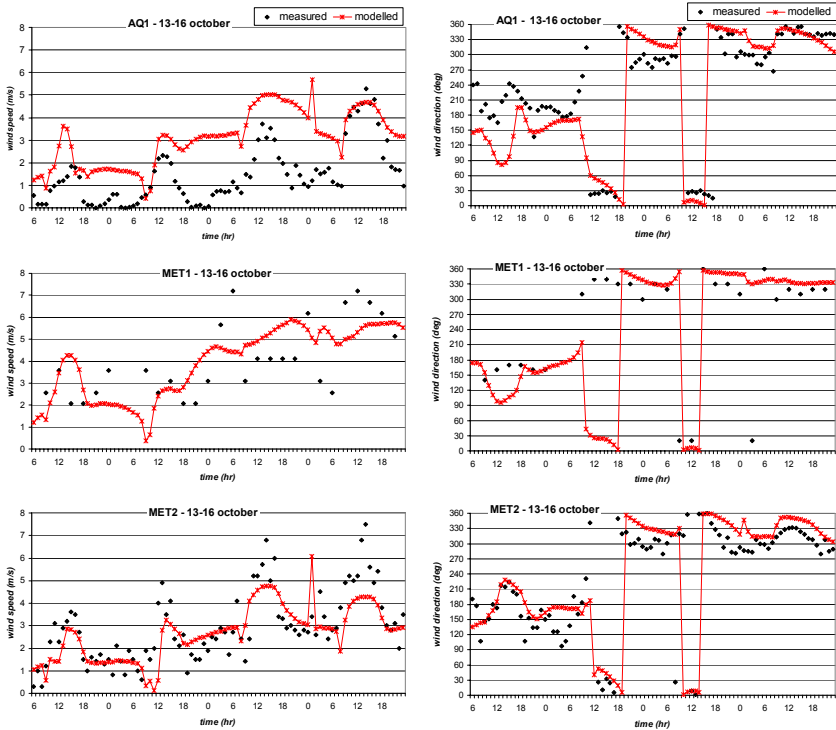 measured modelled
AQ1 - 13-16 october
wind speed (m/s)
8
7
6
5
4
3
2
1
0
6 12 18 0 6 12 18 0 6 12 18 0 6 12 18
time (hr)
measured modelled
AQ1 - 13-16 october
wind direction (deg)
360
330
300
270
240
210
180
150
120
90
60
30
0
6 12 18 0 6 12 18 0 6 12 18 0 6 12 18
time (hr)
MET1 - 13-16 october
wind speed (m/s)
8
7
6
5
4
3
2
1
0
6 12 18 0 6 12 18 0 6 12 18 0 6 12 18
time (hr)
MET1 - 13-16 october
wind direction (deg)
360
330
300
270
240
210
180
150
120
90
60
30
0
6 12 18 0 6 12 18 0 6 12 18 0 6 12 18
time (hr)
MET2 - 13-16 october
wind speed (m/s)
8
7
6
5
4
3
2
1
0
6 12 18 0 6 12 18 0 6 12 18 0 6 12 18
time (hr)
MET2 - 13-16 october
wind direction (deg)
360
330
300
270
240
210
180
150
120
90
60
30
0
6 12 18 0 6 12 18 0 6 12 18 0 6 12 18
time (hr)